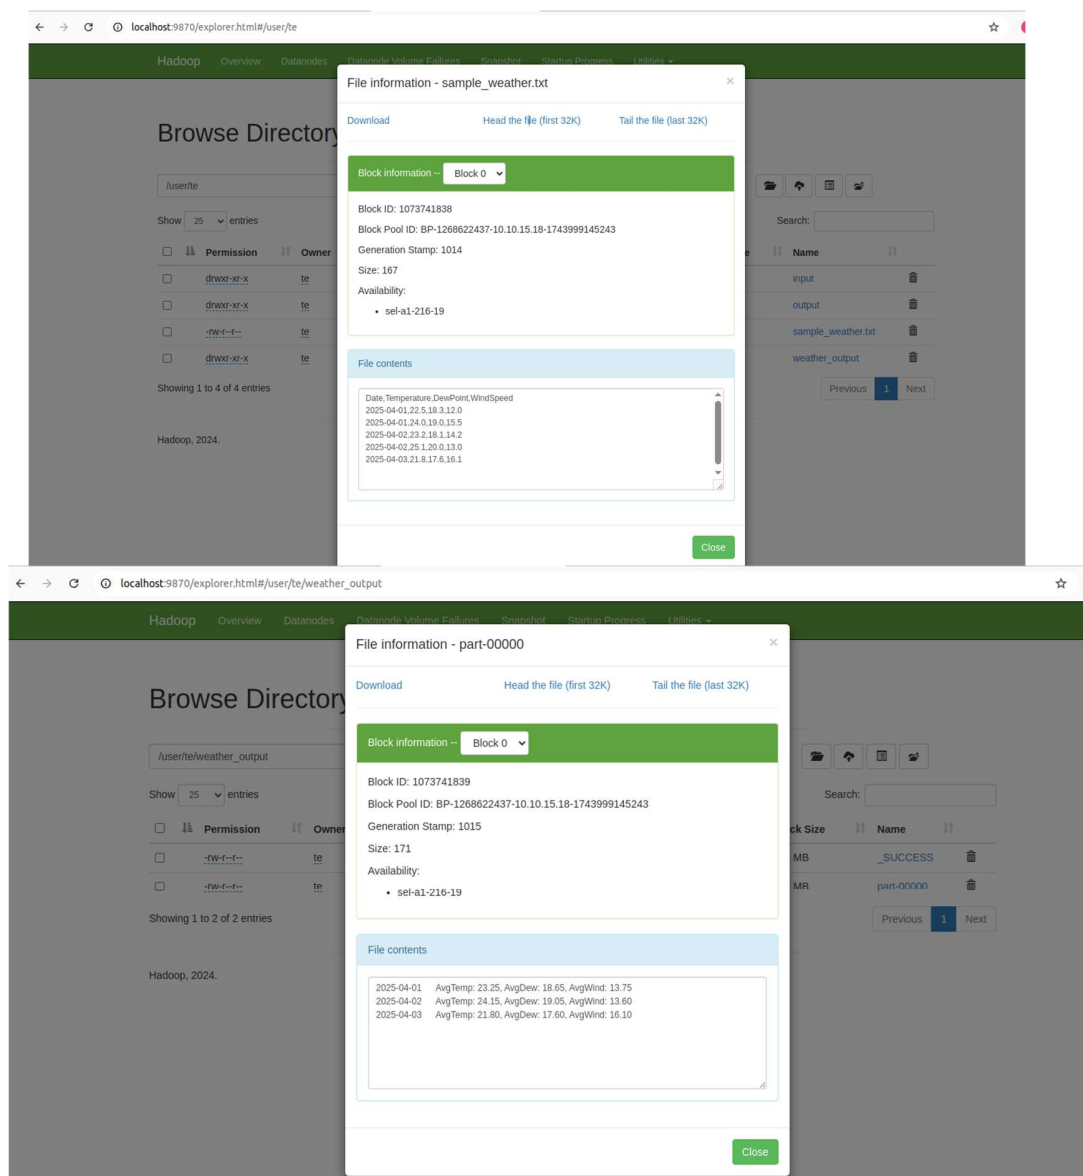 localhost:9870/explorer.html#/user/te
Hadoop Overview Datanodes Datanode Volume Failures Snapshot Startup Progress Utilities
File information - sample_weather.txt ×
Download Head the file (first 32K) Tail the file (last 32K)
Browse Directory
Block information -- Block 0
/user/te
Block ID: 1073741838
Show 25 entries
Search:
Block Pool ID: BP-1268622437-10.10.15.18-1743999145243
Permission Owner
Generation Stamp: 1014
e Name
Size: 167
drwxr-xr-x te
input
Availability:
drwxr-xr-x te
output
sel-a1-216-19
-rw-r--r-- te
sample_weather.txt
drwxr-xr-x te
weather_output
File contents
Showing 1 to 4 of 4 entries
Previous 1 Next
Date,Temperature,DewPoint,WindSpeed
2025-04-01,22.5,18.3,12.0
2025-04-01,24.0,19.0,15.5
2025-04-02,23.2,18.1,14.2
2025-04-02,25.1,20.0,13.0
2025-04-03,21.8,17.6,16.1
Hadoop, 2024.
Close
localhost:9870/explorer.html#/user/te/weather_output
Hadoop Overview Datanodes Datanode Volume Failures Snapshot Startup Progress Utilities
File information - part-00000 ×
Download Head the file (first 32K) Tail the file (last 32K)
Browse Directory
Block information -- Block 0
/user/te/weather_output
Block ID: 1073741839
Show 25 entries
Search:
Block Pool ID: BP-1268622437-10.10.15.18-1743999145243
Permission Owner
Generation Stamp: 1015
ck Size Name
Size: 171
-rw-r--r-- te
MB _SUCCESS
Availability:
-rw-r--r-- te
MB part-00000
sel-a1-216-19
Showing 1 to 2 of 2 entries
Previous 1 Next
File contents
Hadoop, 2024.
2025-04-01 AvgTemp: 23.25, AvgDew: 18.65, AvgWind: 13.75
2025-04-02 AvgTemp: 24.15, AvgDew: 19.05, AvgWind: 13.60
2025-04-03 AvgTemp: 21.80, AvgDew: 17.60, AvgWind: 16.10
Close